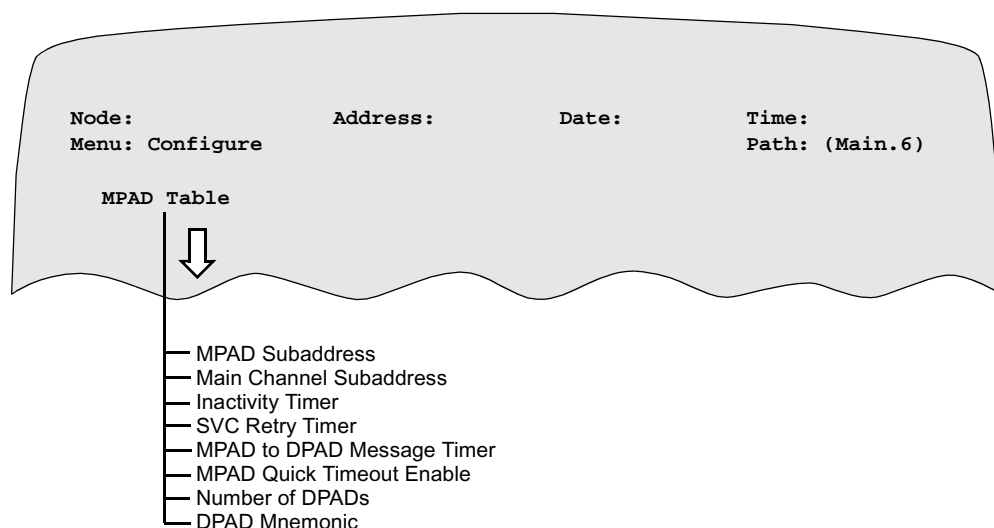 Node: Address: Date: Time:
Menu: Configure Path: (Main.6)
MPAD Table
MPAD Subaddress
Main Channel Subaddress
Inactivity Timer
SVC Retry Timer
MPAD to DPAD Message Timer
MPAD Quick Timeout Enable
Number of DPADs
DPAD Mnemonic